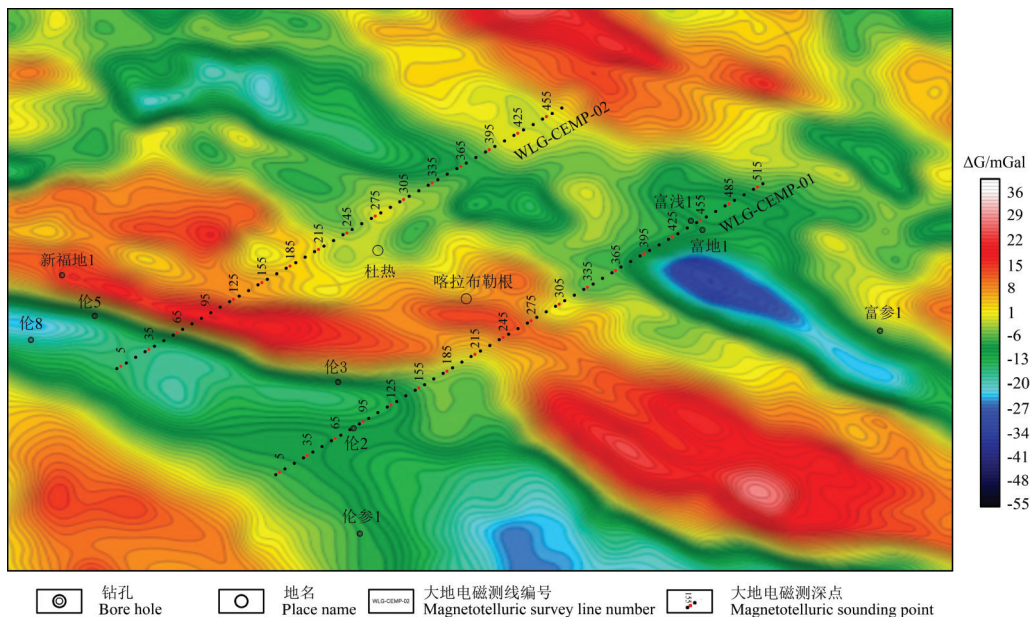 455
425
395
365
335
305
275
245
215
185
155
125
95
65
35
5
WLG-CEMP-02
515
485
455
425
395
365
335
305
275
245
215
185
155
125
95
65
35
5
WLG-CEMP-01
富浅1
富地1
杜热
新福地1
喀拉布勒根
伦5
伦8
富参1
伦3
伦2
伦参1
ΔG/mGal
36
29
22
15
8
1
-6
-13
-20
-27
-34
-41
-48
-55
钻孔
Bore hole
地名
Place name
WLG-CEMP-02
大地电磁测线编号
Magnetotelluric survey line number
155
大地电磁测深点
Magnetotelluric sounding point